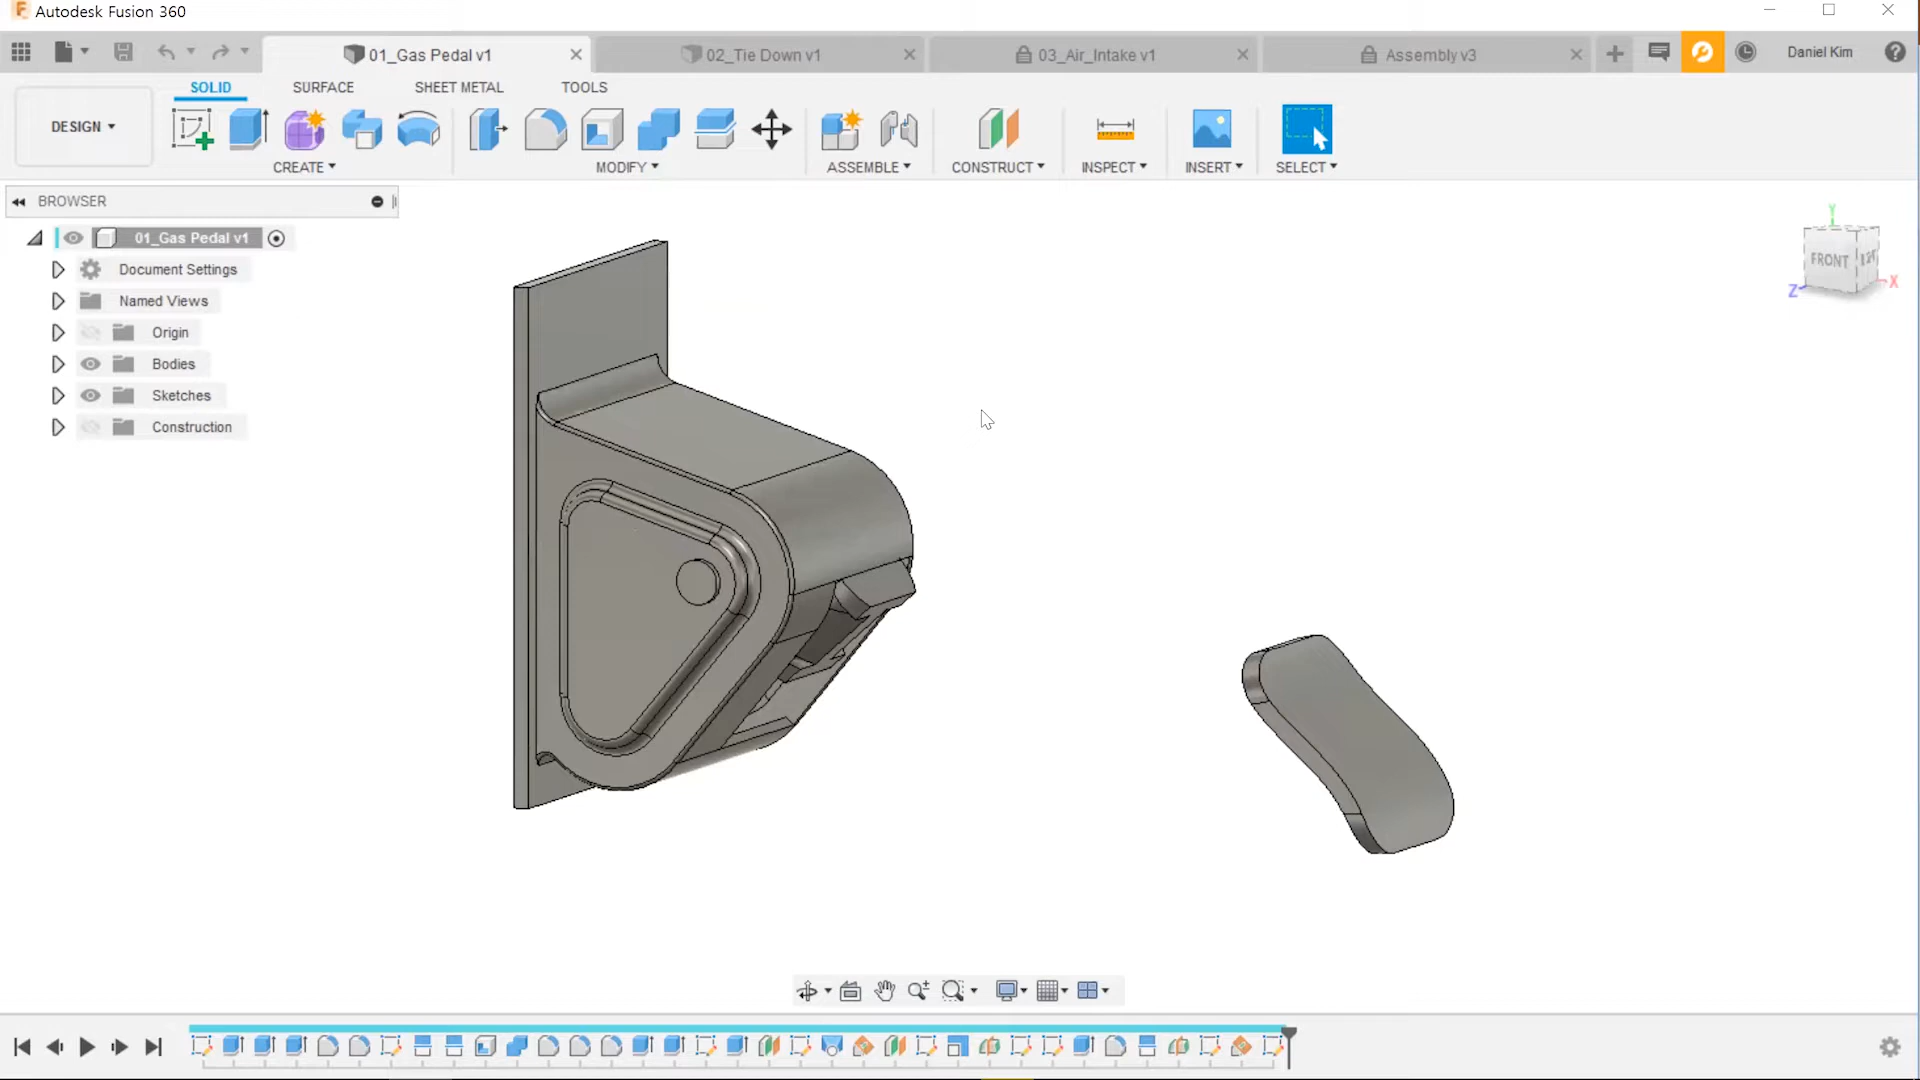 Autodesk Fusion 360
01_Gas Pedal v1
02_Tie Down v1
03_Air_Intake v1
Assembly v3
Daniel Kim
SOLID
SURFACE
SHEET METAL
TOOLS
DESIGN
CREATE
MODIFY
ASSEMBLE
CONSTRUCT
INSPECT
INSERT
SELECT
BROWSER
01_Gas Pedal v1
Document Settings
Named Views
Origin
Bodies
Sketches
Construction
Y
FRONT
Z
X